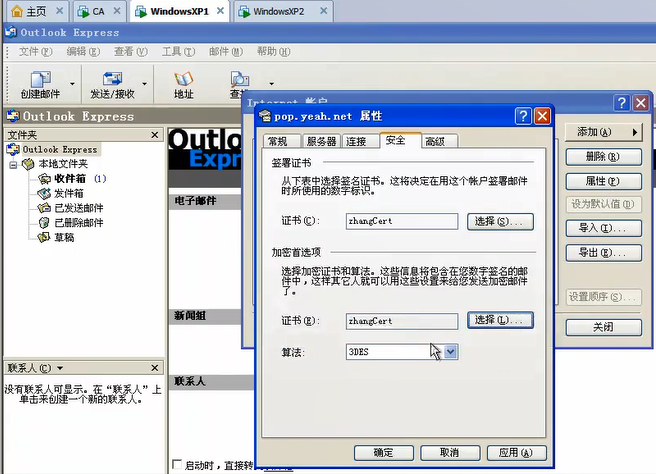 主页
CA
WindowsXP1
WindowsXP2
Outlook Express
文件(F) 编辑(E) 查看(V) 工具(T) 邮件(M) 帮助(H)
创建邮件 发送/接收 地址 查找
Outlook Express
文件夹
Outlook Express
本地文件夹
收件箱 (1)
发件箱
已发送邮件
已删除邮件
草稿
联系人(C)
没有联系人可显示。在“联系人”上
单击来创建一个新的联系人。
Outlo
Expr
电子邮件
新闻组
联系人
启动时，直接转
Internet 帐户
添加(A)
删除(R)
属性(P)
设为默认值(D)
导入(I)...
导出(E)...
设置顺序(S)...
关闭
pop.yeah.net 属性
常规 服务器 连接 安全 高级
签署证书
从下表中选择签名证书。这将决定在用这个帐户签署邮件
时所使用的数字标识。
证书(C): zhangCert 选择(S)...
加密首选项
选择加密证书和算法。这些信息将包含在您数字签名的邮件
中，这样其它人就可以用这些设置来给您发送加密邮件
了。
证书(E): zhangCert 选择(L)...
算法: 3DES
确定 取消 应用(A)